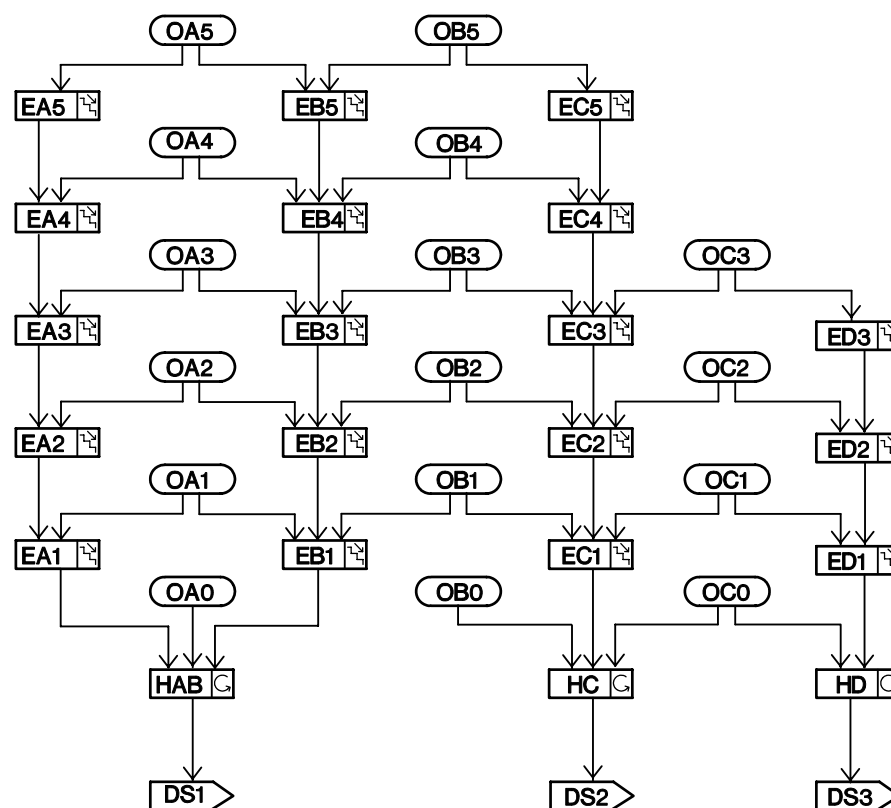 OA5 OB5
EA5 EB5 EC5
OA4 OB4
EA4 EB4 EC4
OA3 OB3 OC3
EA3 EB3 EC3 ED3
OA2 OB2 OC2
EA2 EB2 EC2 ED2
OA1 OB1 OC1
EA1 EB1 EC1 ED1
OA0 OB0 OC0
HAB HC HD
DS1 DS2 DS3